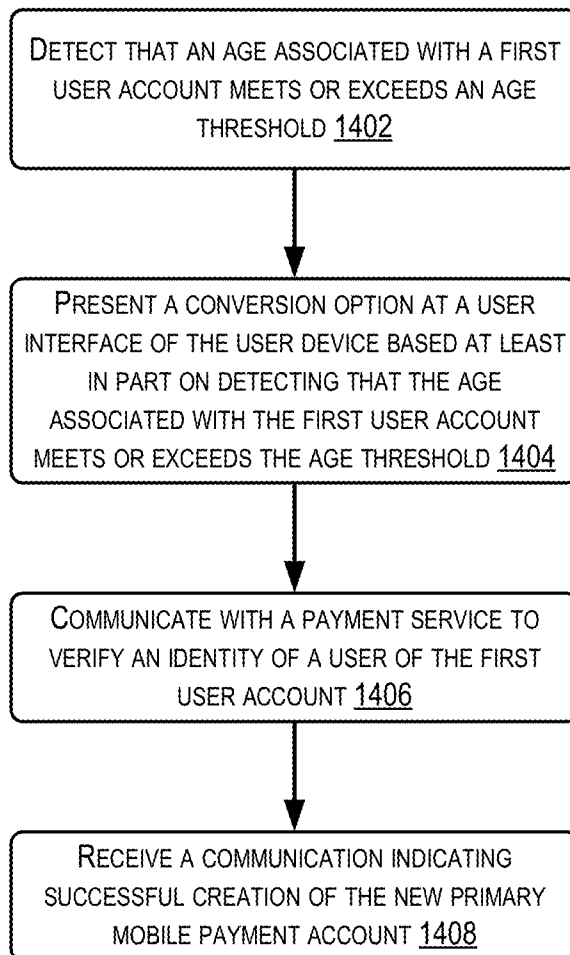 DETECT THAT AN AGE ASSOCIATED WITH A FIRST
USER ACCOUNT MEETS OR EXCEEDS AN AGE
THRESHOLD 1402
PRESENT A CONVERSION OPTION AT A USER
INTERFACE OF THE USER DEVICE BASED AT LEAST
IN PART ON DETECTING THAT THE AGE
ASSOCIATED WITH THE FIRST USER ACCOUNT
MEETS OR EXCEEDS THE AGE THRESHOLD 1404
COMMUNICATE WITH A PAYMENT SERVICE TO
VERIFY AN IDENTITY OF A USER OF THE FIRST
USER ACCOUNT 1406
RECEIVE A COMMUNICATION INDICATING
SUCCESSFUL CREATION OF THE NEW PRIMARY
MOBILE PAYMENT ACCOUNT 1408